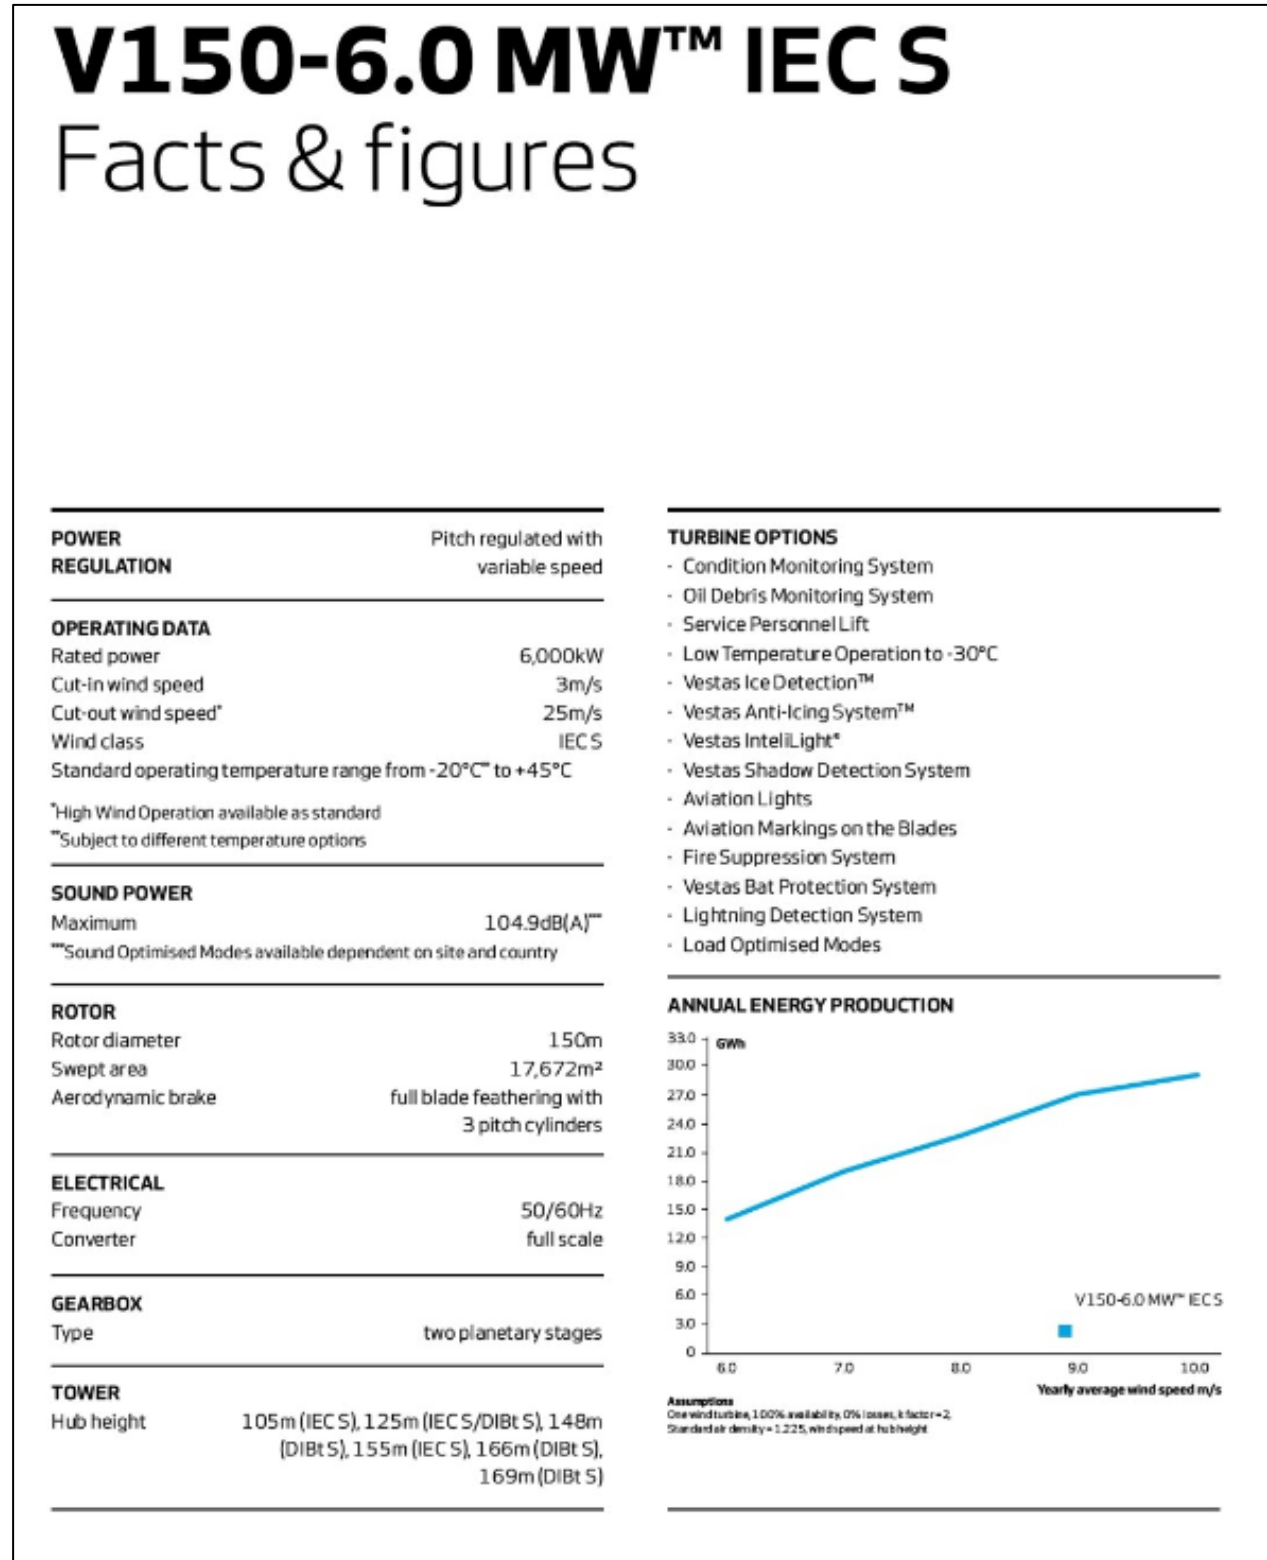 V150-6.0 MW™ IEC S
Facts & figures
POWER REGULATION Pitch regulated with variable speed
OPERATING DATA
Rated power 6,000kW
Cut-in wind speed 3m/s
Cut-out wind speed* 25m/s
Wind class IEC S
Standard operating temperature range from -20°C** to +45°C
*High Wind Operation available as standard
**Subject to different temperature options
SOUND POWER
Maximum 104.9dB(A)***
***Sound Optimised Modes available dependent on site and country
ROTOR
Rotor diameter 150m
Swept area 17,672m²
Aerodynamic brake full blade feathering with
3 pitch cylinders
ELECTRICAL
Frequency 50/60Hz
Converter full scale
GEARBOX
Type two planetary stages
TOWER
Hub height 105m (IEC S), 125m (IEC S/DIBt S), 148m
(DIBt S), 155m (IEC S), 166m (DIBt S),
169m (DIBt S)
TURBINE OPTIONS
· Condition Monitoring System
· Oil Debris Monitoring System
· Service Personnel Lift
· Low Temperature Operation to -30°C
· Vestas Ice Detection™
· Vestas Anti-Icing System™
· Vestas InteliLight®
· Vestas Shadow Detection System
· Aviation Lights
· Aviation Markings on the Blades
· Fire Suppression System
· Vestas Bat Protection System
· Lightning Detection System
· Load Optimised Modes
ANNUAL ENERGY PRODUCTION
GWh
33.0
30.0
27.0
24.0
21.0
18.0
15.0
12.0
9.0
6.0
3.0
0
V150-6.0 MW™ IEC S
6.0 7.0 8.0 9.0 10.0
Yearly average wind speed m/s
Assumptions
One wind turbine, 100% availability, 0% losses, k factor = 2,
Standard air density = 1.225, wind speed at hub height